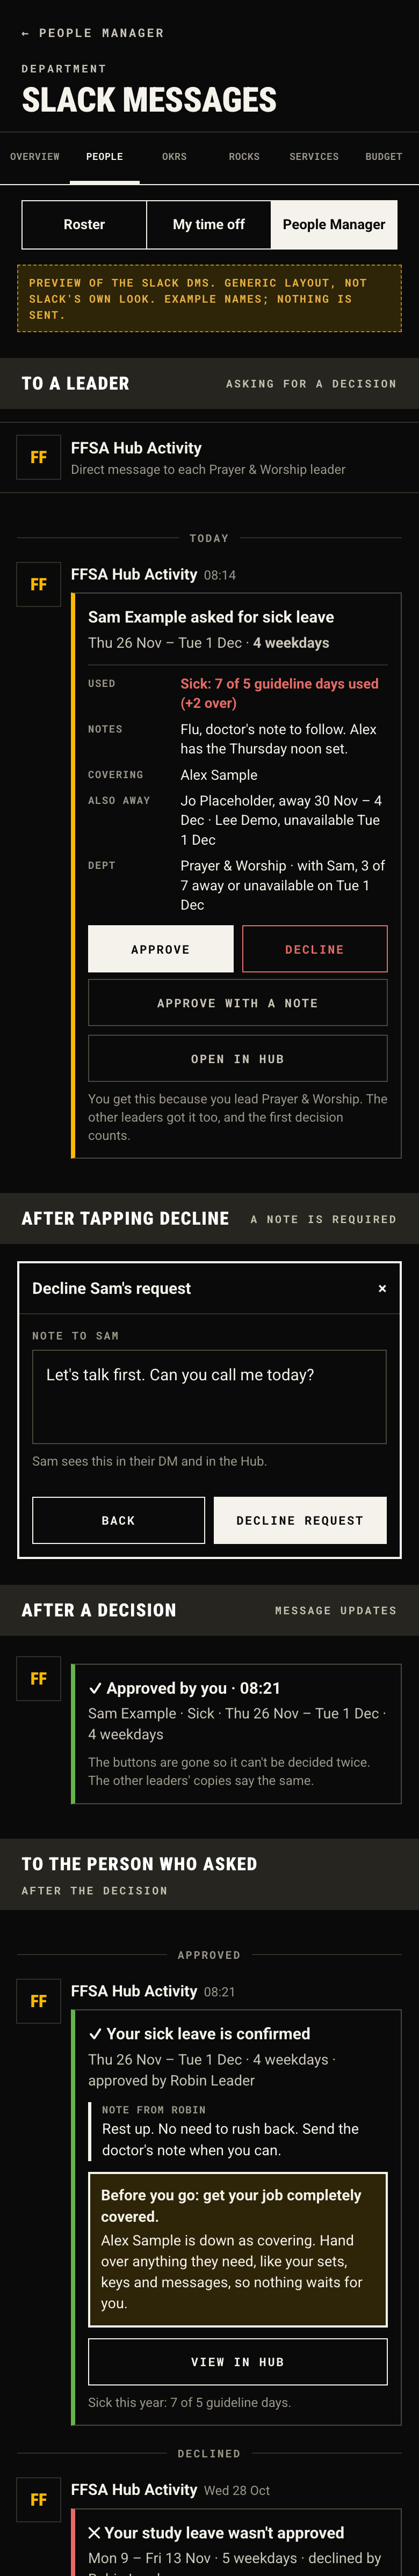 ← PEOPLE MANAGER
DEPARTMENT
SLACK MESSAGES
OVERVIEW PEOPLE OKRS ROCKS SERVICES BUDGET
Roster My time off People Manager
PREVIEW OF THE SLACK DMS. GENERIC LAYOUT, NOT
SLACK'S OWN LOOK. EXAMPLE NAMES; NOTHING IS
SENT.
TO A LEADER ASKING FOR A DECISION
FF
FFSA Hub Activity
Direct message to each Prayer & Worship leader
TODAY
FF
FFSA Hub Activity 08:14
Sam Example asked for sick leave
Thu 26 Nov – Tue 1 Dec · 4 weekdays
USED Sick: 7 of 5 guideline days used
(+2 over)
NOTES Flu, doctor's note to follow. Alex
has the Thursday noon set.
COVERING Alex Sample
ALSO AWAY Jo Placeholder, away 30 Nov – 4
Dec · Lee Demo, unavailable Tue
1 Dec
DEPT Prayer & Worship · with Sam, 3 of
7 away or unavailable on Tue 1
Dec
APPROVE DECLINE
APPROVE WITH A NOTE
OPEN IN HUB
You get this because you lead Prayer & Worship. The
other leaders got it too, and the first decision
counts.
AFTER TAPPING DECLINE A NOTE IS REQUIRED
Decline Sam's request ×
NOTE TO SAM
Let's talk first. Can you call me today?
Sam sees this in their DM and in the Hub.
BACK DECLINE REQUEST
AFTER A DECISION MESSAGE UPDATES
FF
✓ Approved by you · 08:21
Sam Example · Sick · Thu 26 Nov – Tue 1 Dec ·
4 weekdays
The buttons are gone so it can't be decided twice.
The other leaders' copies say the same.
TO THE PERSON WHO ASKED
AFTER THE DECISION
APPROVED
FF
FFSA Hub Activity 08:21
✓ Your sick leave is confirmed
Thu 26 Nov – Tue 1 Dec · 4 weekdays ·
approved by Robin Leader
NOTE FROM ROBIN
Rest up. No need to rush back. Send the
doctor's note when you can.
Before you go: get your job completely
covered.
Alex Sample is down as covering. Hand
over anything they need, like your sets,
keys and messages, so nothing waits for
you.
VIEW IN HUB
Sick this year: 7 of 5 guideline days.
DECLINED
FF
FFSA Hub Activity Wed 28 Oct
✕ Your study leave wasn't approved
Mon 9 – Fri 13 Nov · 5 weekdays · declined by